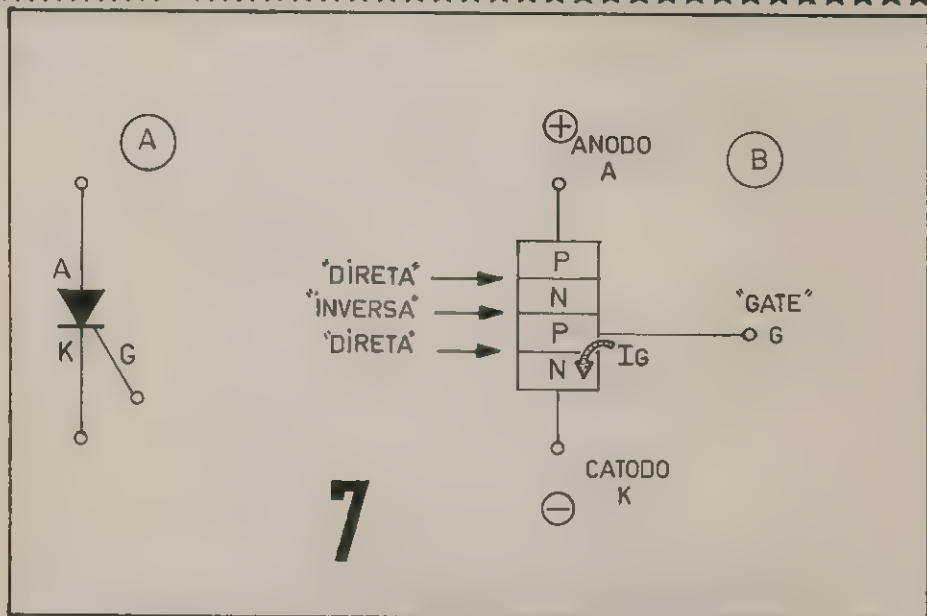 A
A
K
G
7
+
ANODO
A
B
"DIRETA"
"INVERSA"
"DIRETA"
P
N
P
N
IG
"GATE"
G
CATODO
K
−